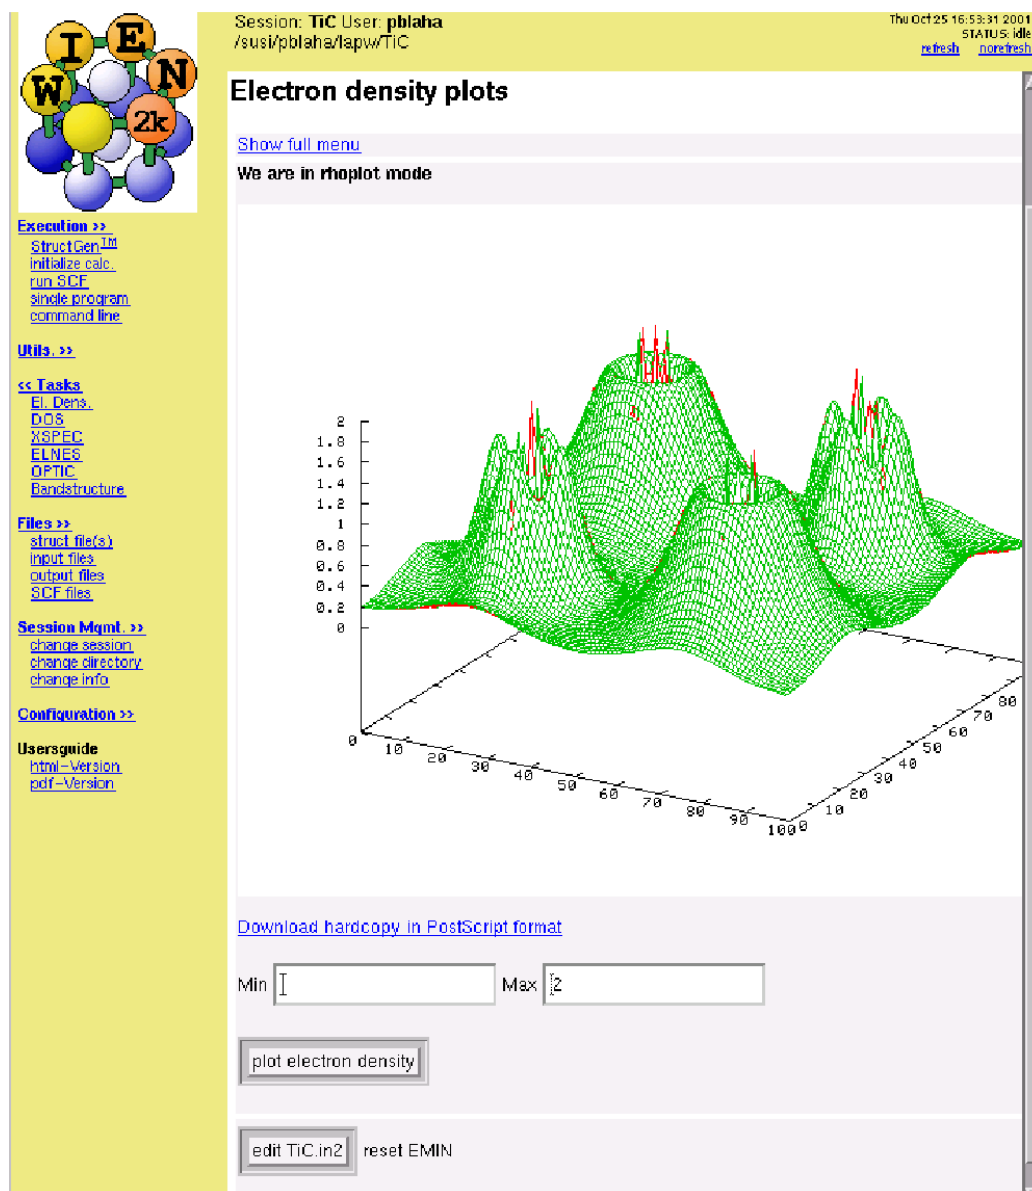 W I E N
2k
Session: TiC User: pblaha
/susi/pblaha/lapw/TiC
Thu Oct 25 16:53:31 2001
STATUS: idle
refresh norefresh
Execution >>
StructGen™
initialize calc.
run SCF
single program
command line
Utils. >>
<< Tasks
El. Dens.
DOS
XSPEC
ELNES
OPTIC
Bandstructure
Files >>
struct file(s)
input files
output files
SCF files
Session Mgmt. >>
change session
change directory
change info
Configuration >>
Usersguide
html-Version
pdf-Version
Electron density plots
Show full menu
We are in rhoplot mode
2
1.8
1.6
1.4
1.2
1
0.8
0.6
0.4
0.2
0
0 10 20 30 40 50 60 70 80 90 100
0 10 20 30 40 50 60 70 80
Download hardcopy in PostScript format
Min Max 2
plot electron density
edit TiC.in2 reset EMIN